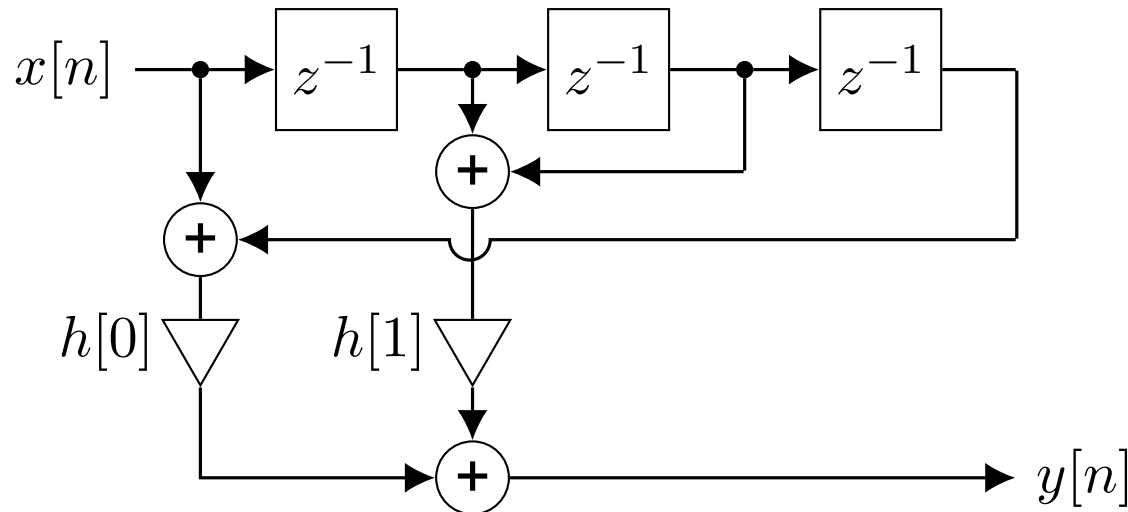 x[n] z⁻¹ z⁻¹ z⁻¹
+
+
h[0] h[1]
+ y[n]